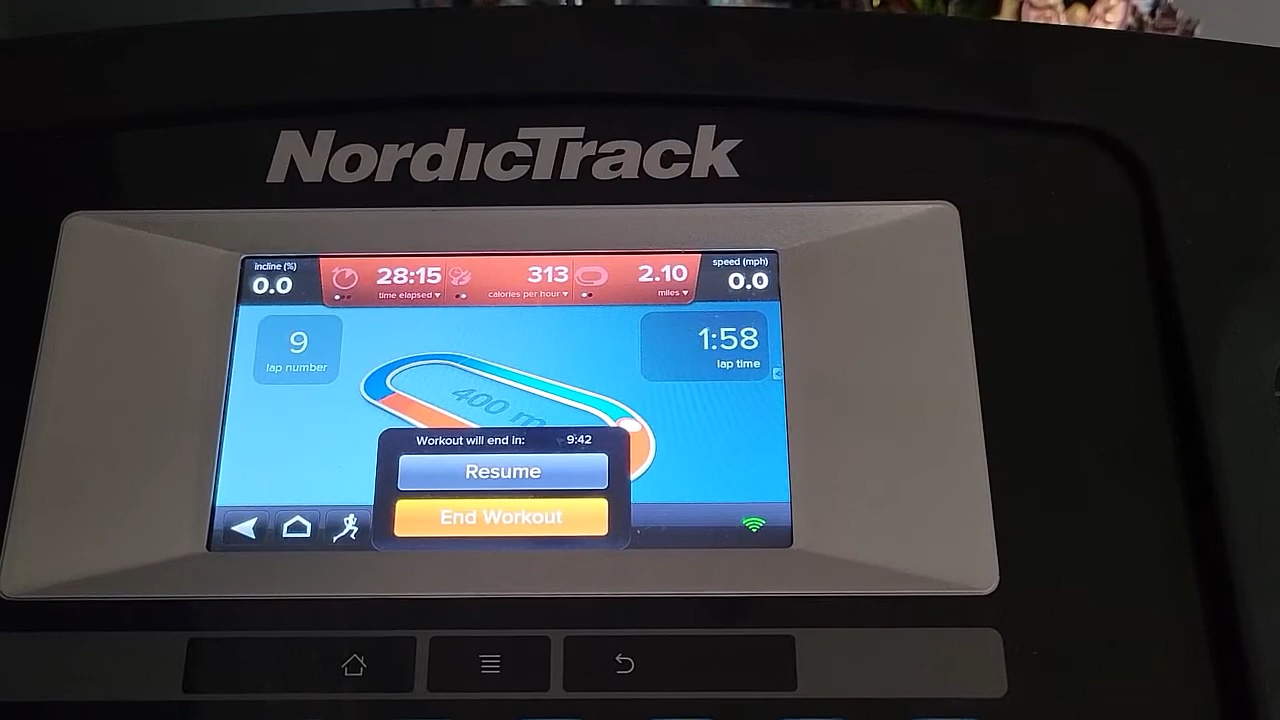 NordicTrack
incline (%)
0.0
28:15
time elapsed
313
calories per hour
2.10
miles
speed (mph)
0.0
9
lap number
1:58
lap time
400 m
Workout will end in: 9:42
Resume
End Workout